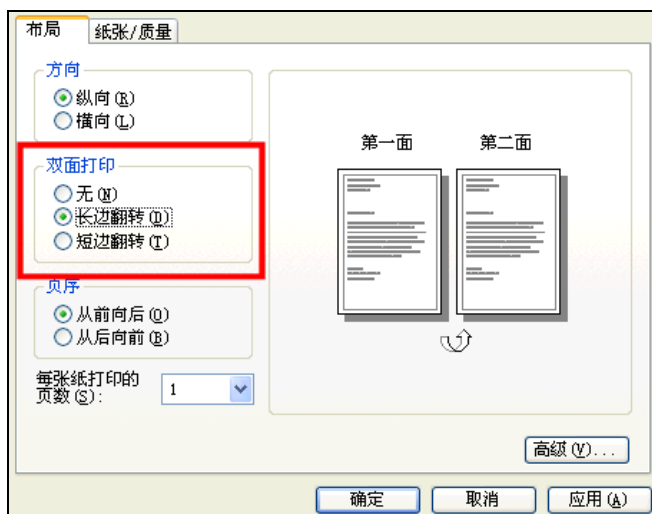 布局
纸张/质量
方向
纵向(R)
横向(L)
双面打印
无(N)
长边翻转(D)
短边翻转(T)
页序
从前向后(O)
从后向前(B)
每张纸打印的
页数(S):
1
第一面
第二面
高级(V)...
确定
取消
应用(A)